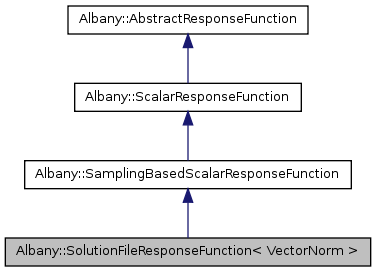 Albany::AbstractResponseFunction
Albany::ScalarResponseFunction
Albany::SamplingBasedScalarResponseFunction
Albany::SolutionFileResponseFunction< VectorNorm >